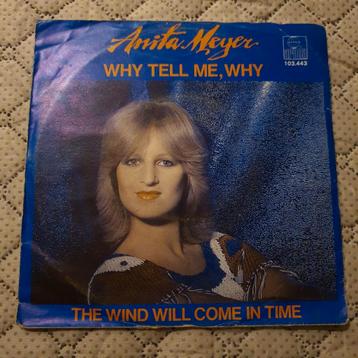 Anita Meyer
WHY TELL ME, WHY
103.443
THE WIND WILL COME IN TIME